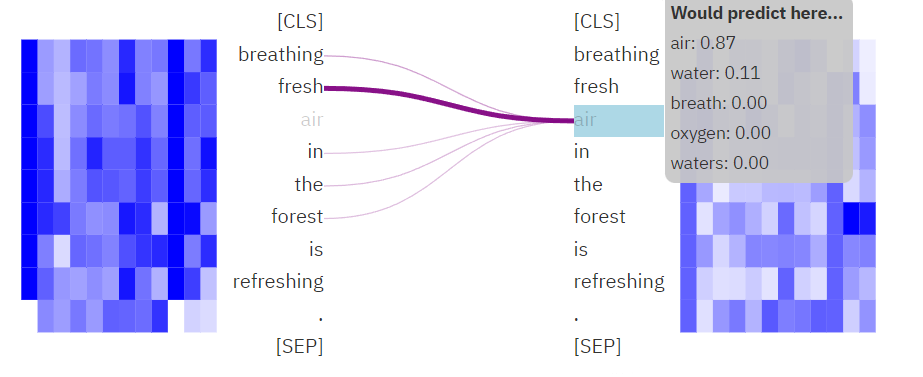 [CLS]
breathing
fresh
air
in
the
forest
is
refreshing
.
[SEP]
[CLS]
breathing
fresh
air
in
the
forest
is
refreshing
.
[SEP]
Would predict here...
air: 0.87
water: 0.11
breath: 0.00
oxygen: 0.00
waters: 0.00